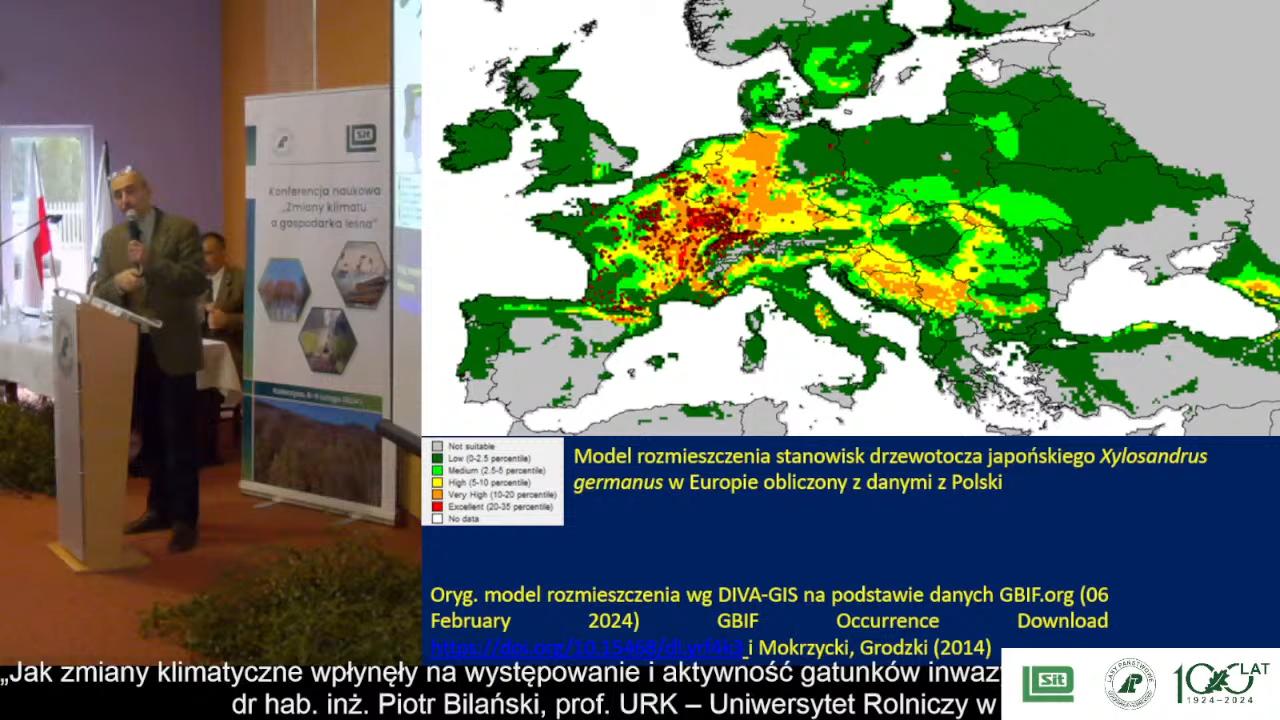 Konferencja naukowa
„Zmiany klimatu
a gospodarka leśna"
Sit
Not suitable
Low (0-2.5 percentile)
Medium (2.5-5 percentile)
High (5-10 percentile)
Very High (10-20 percentile)
Excellent (20-35 percentile)
No data
Model rozmieszczenia stanowisk drzewotocza japońskiego Xylosandrus
germanus w Europie obliczony z danymi z Polski
Oryg. model rozmieszczenia wg DIVA-GIS na podstawie danych GBIF.org (06
February 2024) GBIF Occurrence Download
https://doi.org/10.15468/dl.yrf4k3 i Mokrzycki, Grodzki (2014)
„Jak zmiany klimatyczne wpłynęły na występowanie i aktywność gatunków inwaz
dr hab. inż. Piotr Bilański, prof. URK – Uniwersytet Rolniczy w
Sit
LASY PAŃSTWOWE
100 LAT
1924-2024